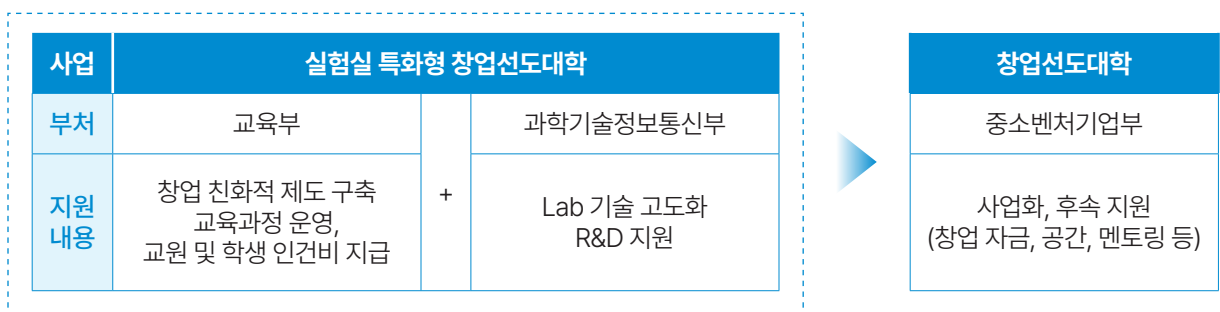 사업
실험실 특화형 창업선도대학
창업선도대학
부처
교육부
+
과학기술정보통신부
중소벤처기업부
지원
내용
창업 친화적 제도 구축
교육과정 운영,
교원 및 학생 인건비 지급
Lab 기술 고도화
R&D 지원
사업화, 후속 지원
(창업 자금, 공간, 멘토링 등)